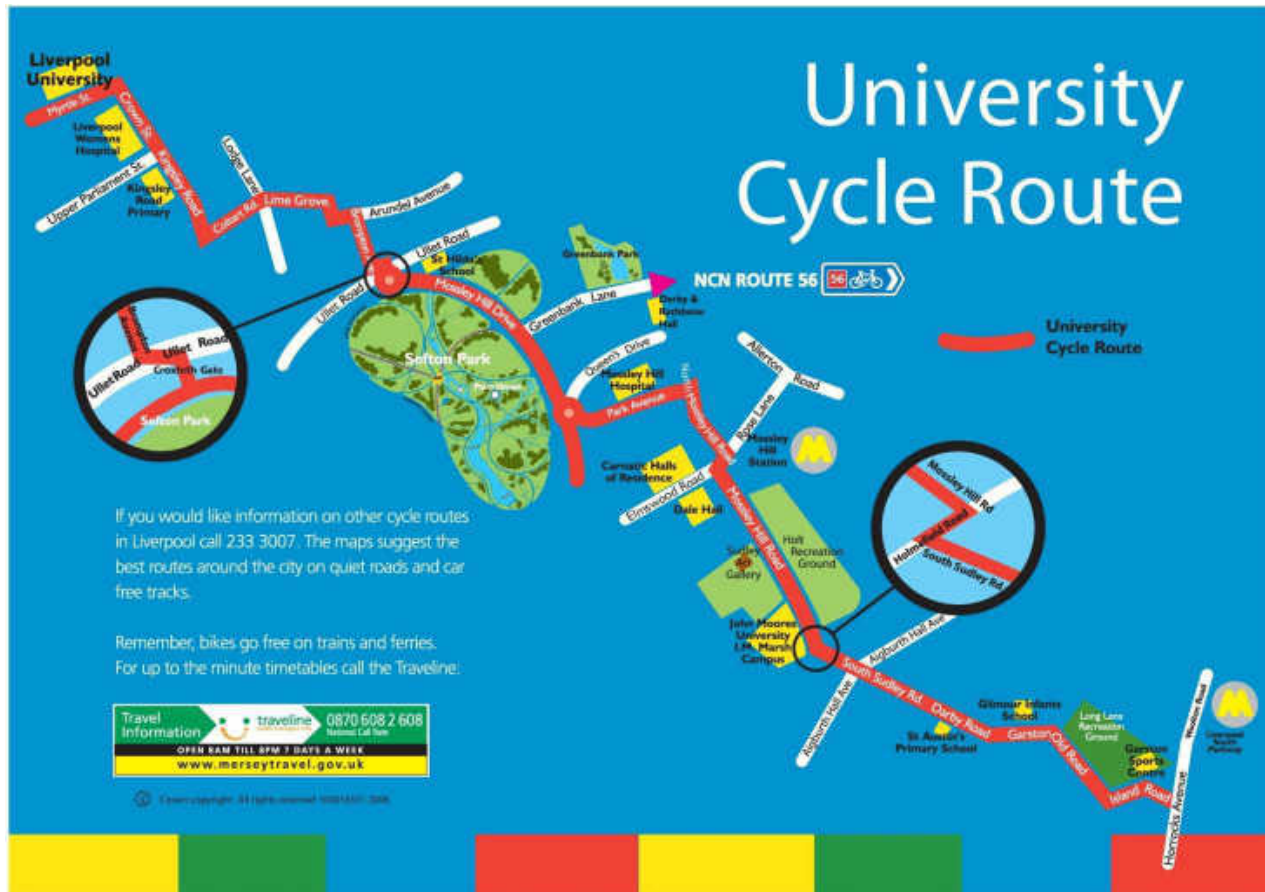 University
Cycle Route
Liverpool
University
Myrtle St.
Crown St.
Liverpool
Womens
Hospital
Upper Parliament St.
Kingsley
Road
Primary
Kingsley Road
Lodge Lane
Lime Grove
Arundel Avenue
Ullet Road
St Hilda's
School
Ullet Road
Mossley Hill Drive
Greenbank Park
Greenbank Lane
NCN ROUTE 56
56
Hall
University
Cycle Route
Ullet Road
Ullet Road
Croxteth Gate
Sefton Park
Sefton Park
Queen's Drive
Mossley Hill
Hospital
Park Avenue
North Mossley Hill Road
Allerton
Road
Rose Lane
Mossley
Hill
Station
Carnatic Halls
of Residence
Elmswood Road
Dale Hall
Mossley Hill Road
Holt
Recreation
Ground
Sudley
Art
Gallery
John Moores
University
I.M. Marsh
Campus
Mossley Hill Rd
Holmefield Road
South Sudley Rd.
Aigburth Hall Ave
Aigburth Hall Ave
South Sudley Rd.
Darby Road
Gilmour Infants
School
St Austin's
Primary School
Garston
Old Road
Long Lane
Recreation
Ground
Garston
Sports
Centre
Island Road
Horrocks Avenue
Woolton Road
Liverpool
South
Parkway
If you would like information on other cycle routes
in Liverpool call 233 3007. The maps suggest the
best routes around the city on quiet roads and car
free tracks.
Remember, bikes go free on trains and ferries.
For up to the minute timetables call the Traveline:
Travel
Information
traveline
0870 608 2 608
National Call Rate
OPEN 8AM TILL 8PM 7 DAYS A WEEK
www.merseytravel.gov.uk